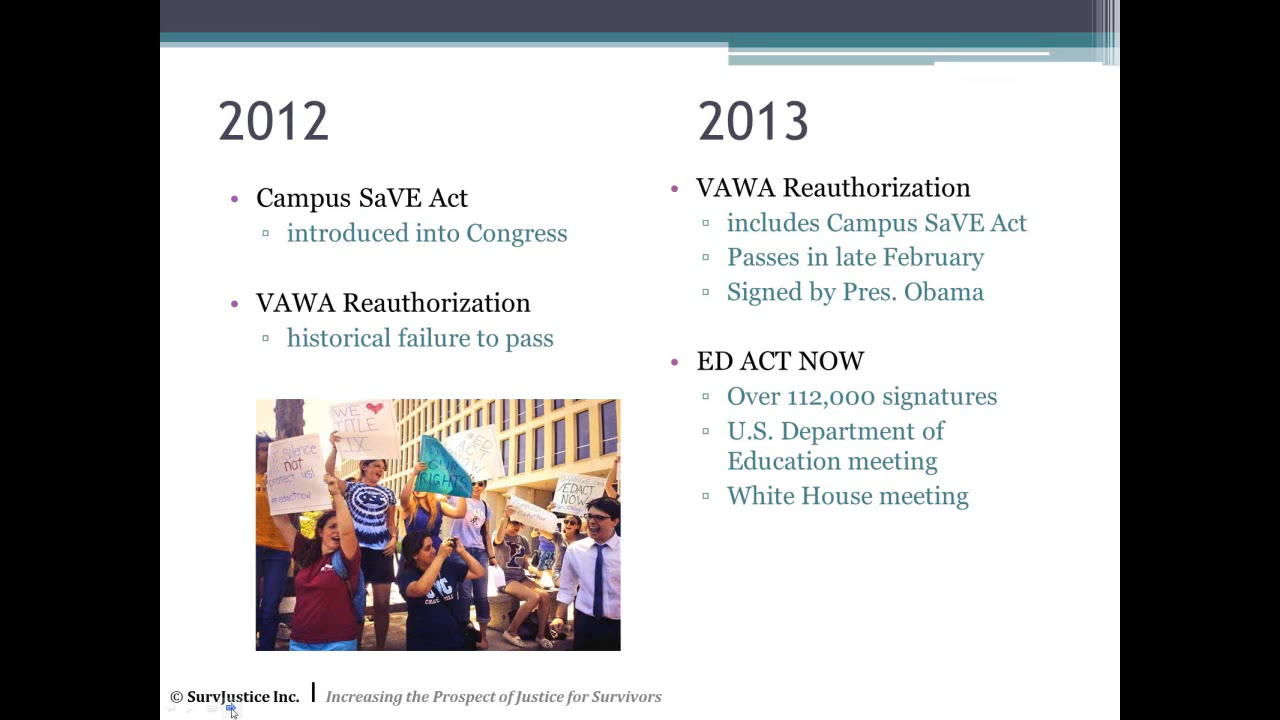 2012
Campus SaVE Act
introduced into Congress
VAWA Reauthorization
historical failure to pass
WE
TITLE
IX
silence
not
protect us!
#edactnow
#ED
ACT
RIGHTS
/EDACT
NOW
2013
VAWA Reauthorization
includes Campus SaVE Act
Passes in late February
Signed by Pres. Obama
ED ACT NOW
Over 112,000 signatures
U.S. Department of
Education meeting
White House meeting
© SurvJustice Inc. | Increasing the Prospect of Justice for Survivors